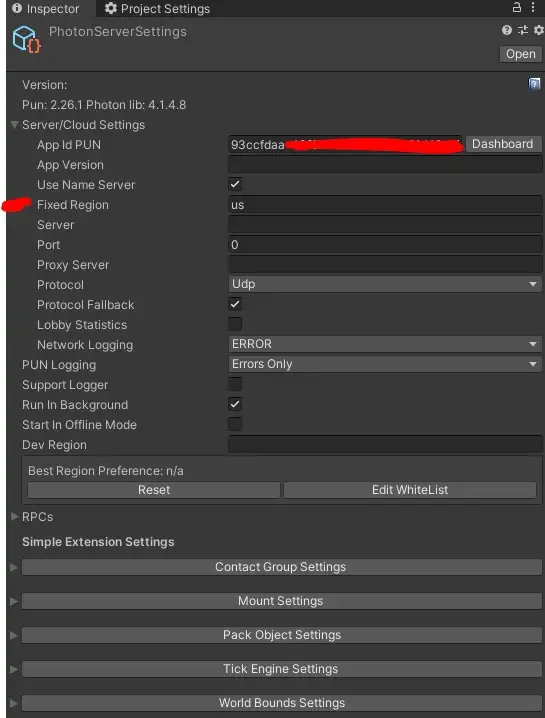 Inspector Project Settings
PhotonServerSettings
Open
Version:
Pun: 2.26.1 Photon lib: 4.1.4.8
Server/Cloud Settings
App Id PUN 93ccfdaa Dashboard
App Version
Use Name Server
Fixed Region us
Server
Port 0
Proxy Server
Protocol Udp
Protocol Fallback
Lobby Statistics
Network Logging ERROR
PUN Logging Errors Only
Support Logger
Run In Background
Start In Offline Mode
Dev Region
Best Region Preference: n/a
Reset Edit WhiteList
RPCs
Simple Extension Settings
Contact Group Settings
Mount Settings
Pack Object Settings
Tick Engine Settings
World Bounds Settings